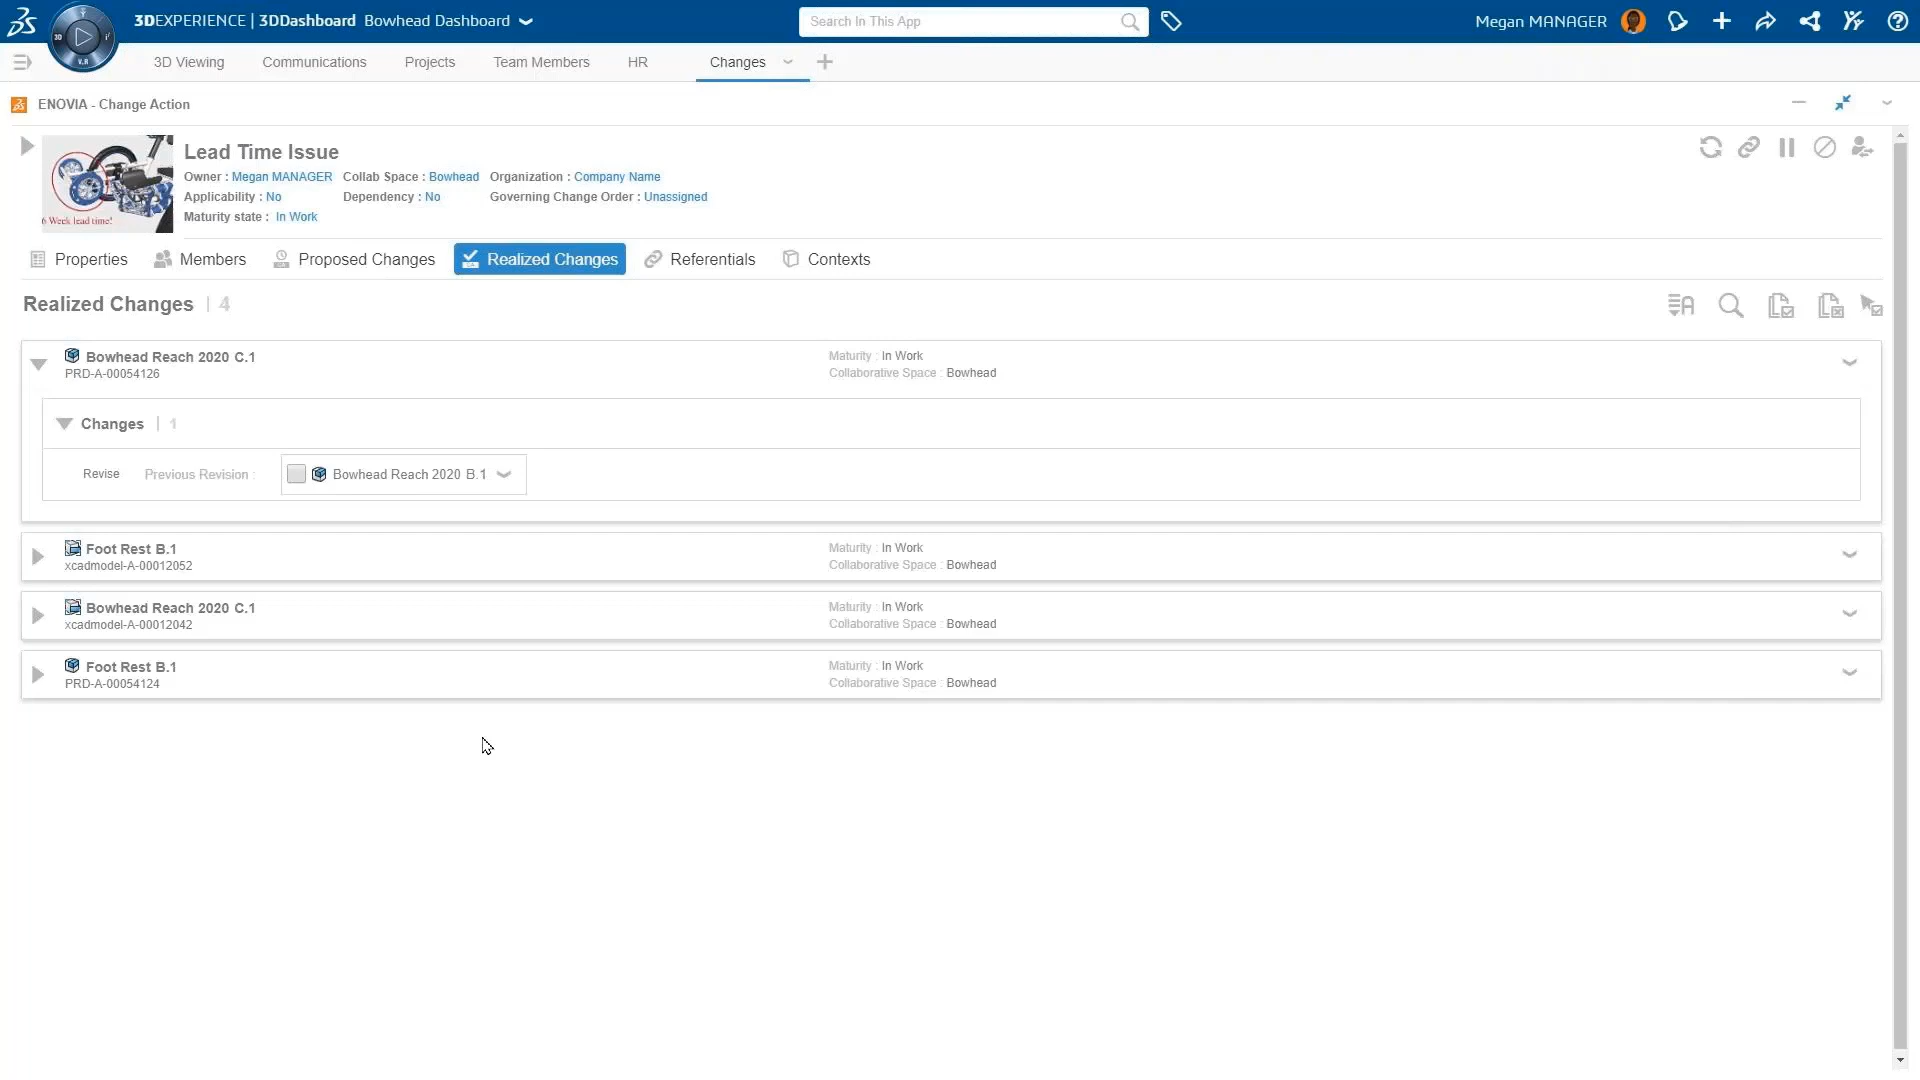 3DEXPERIENCE | 3DDashboard Bowhead Dashboard
Search In This App
Megan MANAGER
3D
V.R
3D Viewing
Communications
Projects
Team Members
HR
Changes
ENOVIA - Change Action
6 Week lead time!
Lead Time Issue
Owner : Megan MANAGER Collab Space : Bowhead Organization : Company Name
Applicability : No Dependency : No Governing Change Order : Unassigned
Maturity state : In Work
Properties
Members
Proposed Changes
Realized Changes
Referentials
Contexts
Realized Changes | 4
Bowhead Reach 2020 C.1
PRD-A-00054126
Maturity : In Work
Collaborative Space : Bowhead
Changes | 1
Revise Previous Revision : Bowhead Reach 2020 B.1
Foot Rest B.1
xcadmodel-A-00012052
Maturity : In Work
Collaborative Space : Bowhead
Bowhead Reach 2020 C.1
xcadmodel-A-00012042
Maturity : In Work
Collaborative Space : Bowhead
Foot Rest B.1
PRD-A-00054124
Maturity : In Work
Collaborative Space : Bowhead